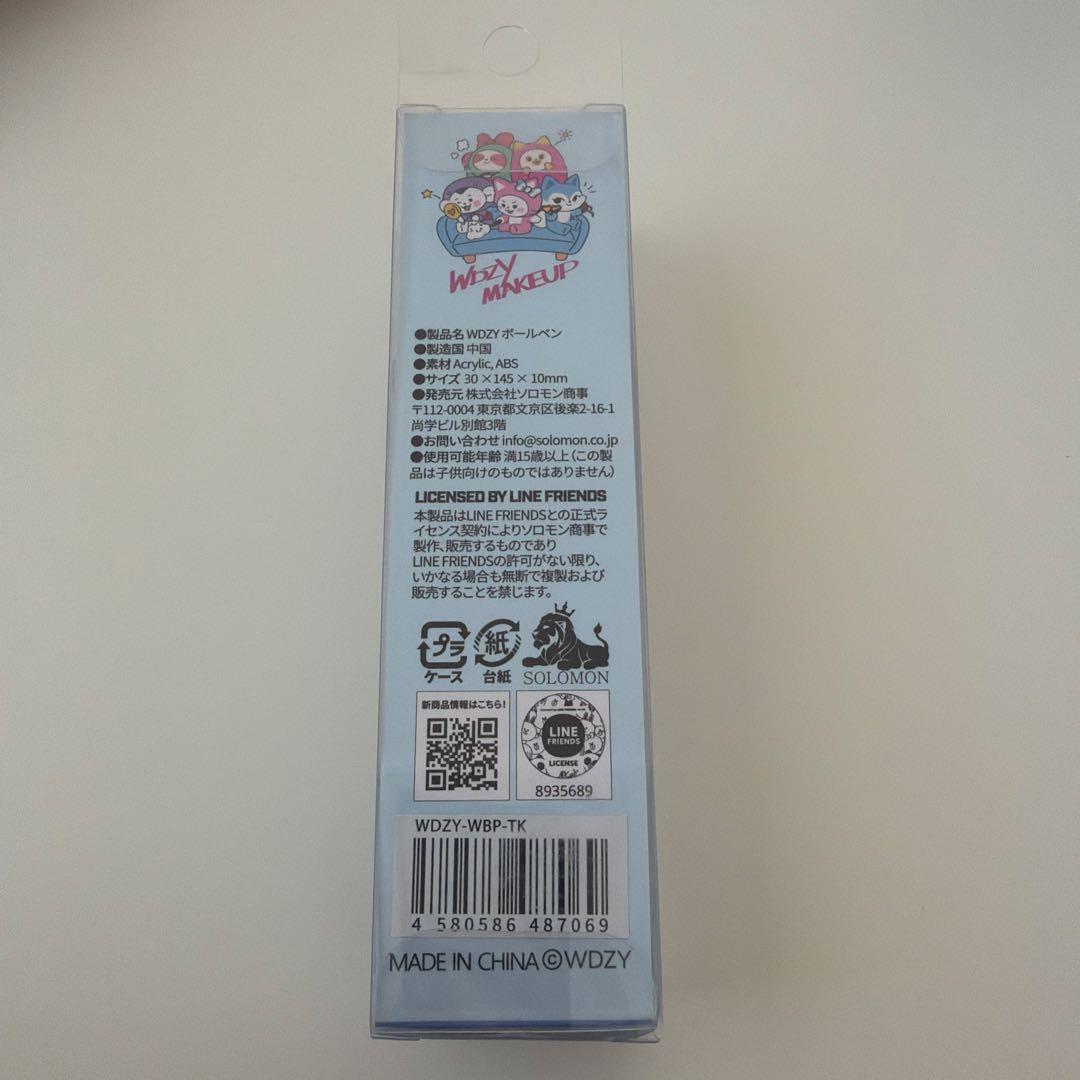 WDZY
MAKEUP
●製品名 WDZY ボールペン
●製造国 中国
●素材 Acrylic, ABS
●サイズ 30 ×145 × 10mm
●発売元 株式会社ソロモン商事
〒112-0004 東京都文京区後楽2-16-1
尚学ビル別館3階
●お問い合わせ info@solomon.co.jp
●使用可能年齢 満15歳以上（この製
品は子供向けのものではありません）
LICENSED BY LINE FRIENDS
本製品はLINE FRIENDSとの正式ラ
イセンス契約によりソロモン商事で
製作、販売するものであり
LINE FRIENDSの許可がない限り、
いかなる場合も無断で複製および
販売することを禁じます。
プラ
ケース
紙
台紙
SOLOMON
新商品情報はこちら!
LINE
FRIENDS
LICENSE
8935689
WDZY-WBP-TK
4 580586 487069
MADE IN CHINA ©WDZY